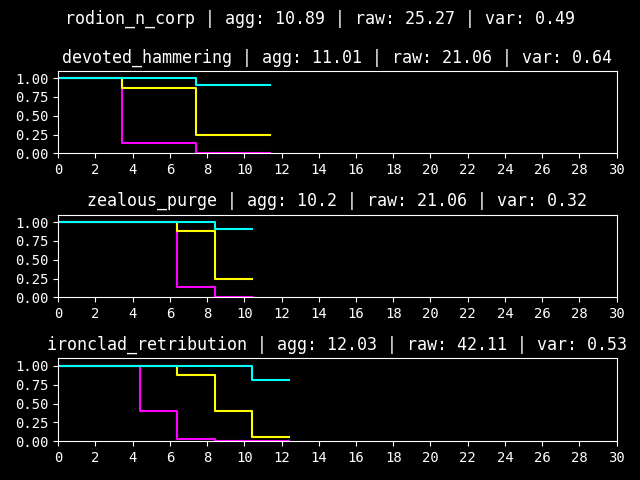 rodion_n_corp | agg: 10.89 | raw: 25.27 | var: 0.49
devoted_hammering | agg: 11.01 | raw: 21.06 | var: 0.64
1.00
0.75
0.50
0.25
0.00
0 2 4 6 8 10 12 14 16 18 20 22 24 26 28 30
zealous_purge | agg: 10.2 | raw: 21.06 | var: 0.32
1.00
0.75
0.50
0.25
0.00
0 2 4 6 8 10 12 14 16 18 20 22 24 26 28 30
ironclad_retribution | agg: 12.03 | raw: 42.11 | var: 0.53
1.00
0.75
0.50
0.25
0.00
0 2 4 6 8 10 12 14 16 18 20 22 24 26 28 30